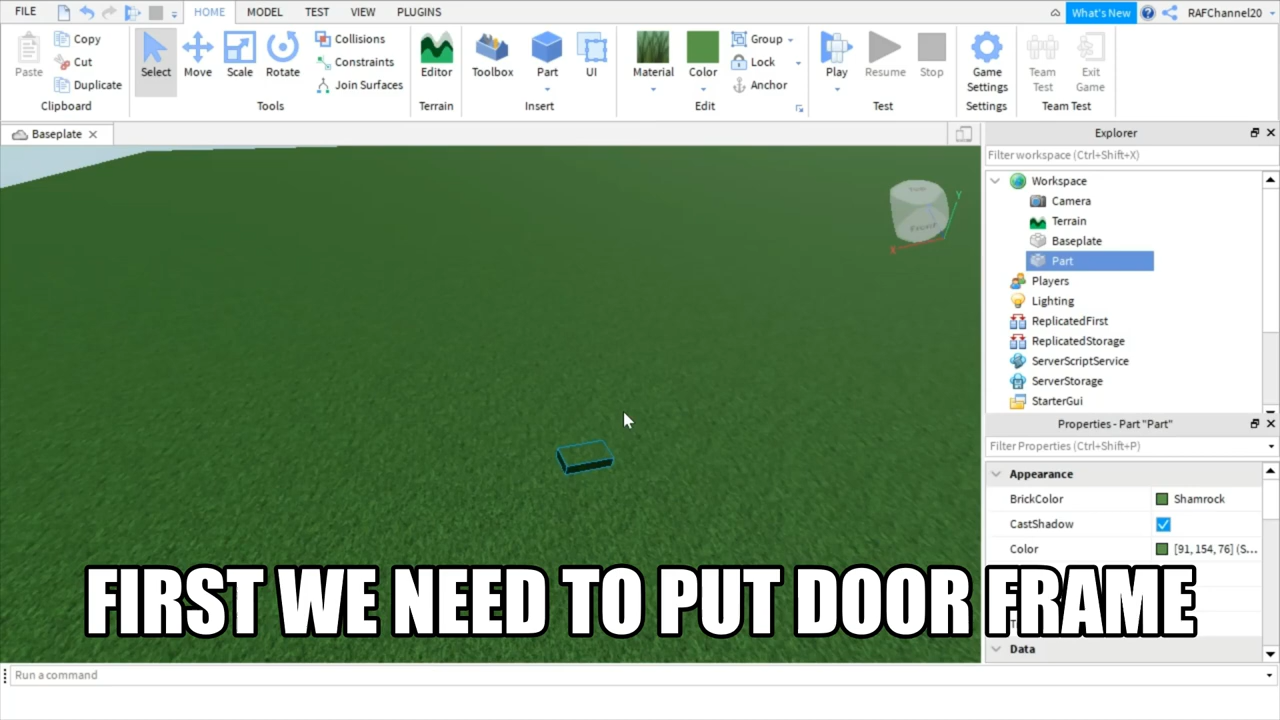 FILE
HOME
MODEL
TEST
VIEW
PLUGINS
What's New
RAFChannel20
Paste
Copy
Cut
Duplicate
Clipboard
Select
Move
Scale
Rotate
Collisions
Constraints
Join Surfaces
Tools
Editor
Terrain
Toolbox
Part
UI
Insert
Material
Color
Group
Lock
Anchor
Edit
Play
Resume
Stop
Test
Game
Settings
Settings
Team
Test
Exit
Game
Team Test
Baseplate
Explorer
Filter workspace (Ctrl+Shift+X)
Workspace
Camera
Terrain
Baseplate
Part
Players
Lighting
ReplicatedFirst
ReplicatedStorage
ServerScriptService
ServerStorage
StarterGui
Y
X
Properties - Part "Part"
Filter Properties (Ctrl+Shift+P)
Appearance
BrickColor Shamrock
CastShadow
Color [91, 154, 76] (S...
FIRST WE NEED TO PUT DOOR FRAME
Data
Run a command